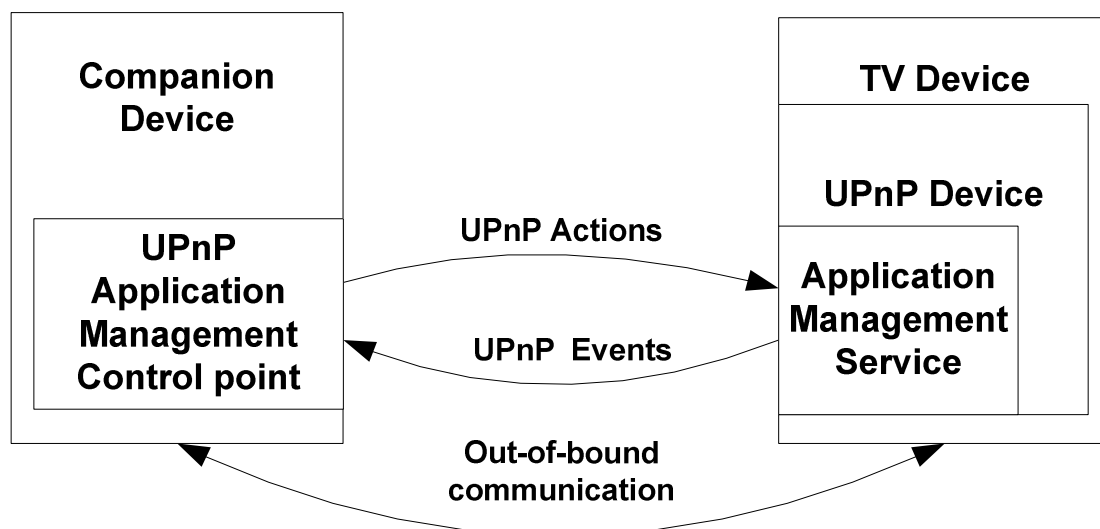 Companion
Device
UPnP
Application
Management
Control point
UPnP Actions
UPnP Events
Out-of-bound
communication
TV Device
UPnP Device
Application
Management
Service